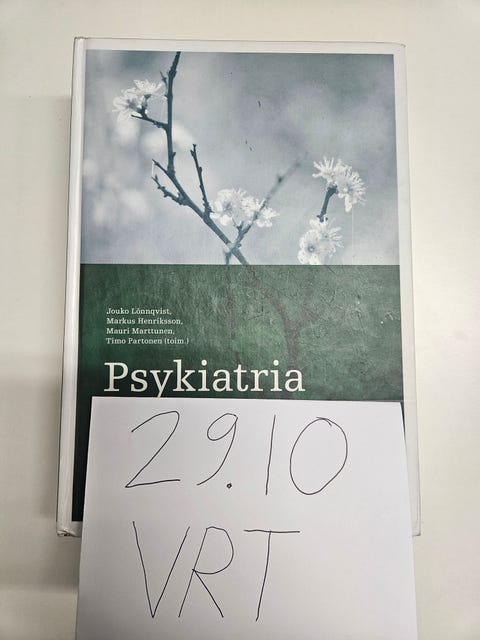 Jouko Lönnqvist,
Markus Henriksson,
Mauri Marttunen,
Timo Partonen (toim.)
Psykiatria
29.10
VRT